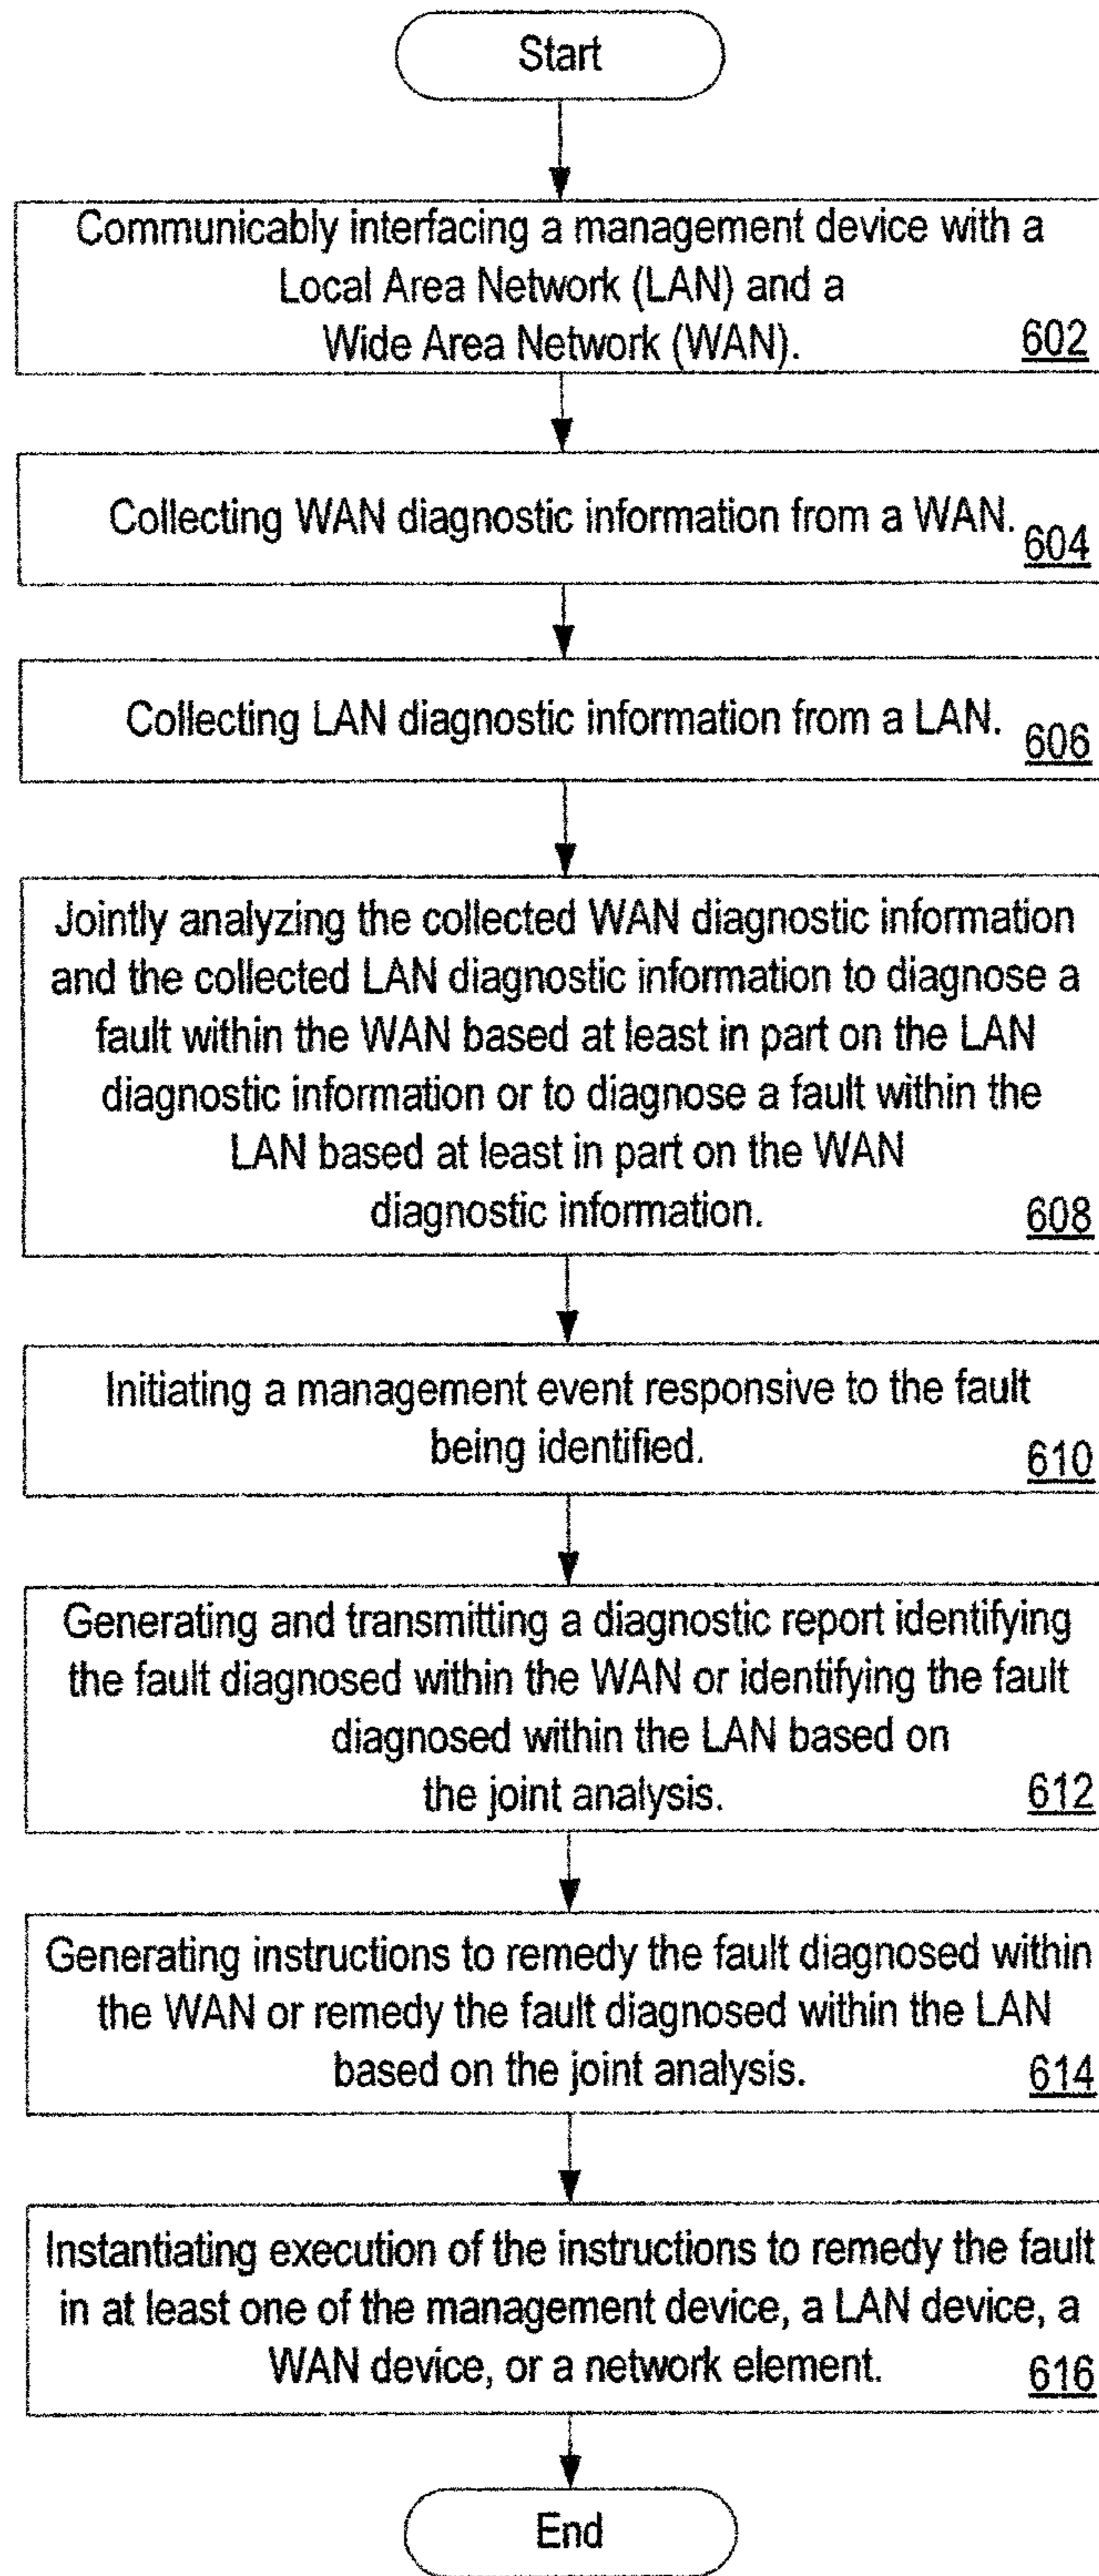 Start
Communicably interfacing a management device with a
Local Area Network (LAN) and a
Wide Area Network (WAN).
602
Collecting WAN diagnostic information from a WAN.
604
Collecting LAN diagnostic information from a LAN.
606
Jointly analyzing the collected WAN diagnostic information
and the collected LAN diagnostic information to diagnose a
fault within the WAN based at least in part on the LAN
diagnostic information or to diagnose a fault within the
LAN based at least in part on the WAN
diagnostic information.
608
Initiating a management event responsive to the fault
being identified.
610
Generating and transmitting a diagnostic report identifying
the fault diagnosed within the WAN or identifying the fault
diagnosed within the LAN based on
the joint analysis.
612
Generating instructions to remedy the fault diagnosed within
the WAN or remedy the fault diagnosed within the LAN
based on the joint analysis.
614
Instantiating execution of the instructions to remedy the fault
in at least one of the management device, a LAN device, a
WAN device, or a network element.
616
End